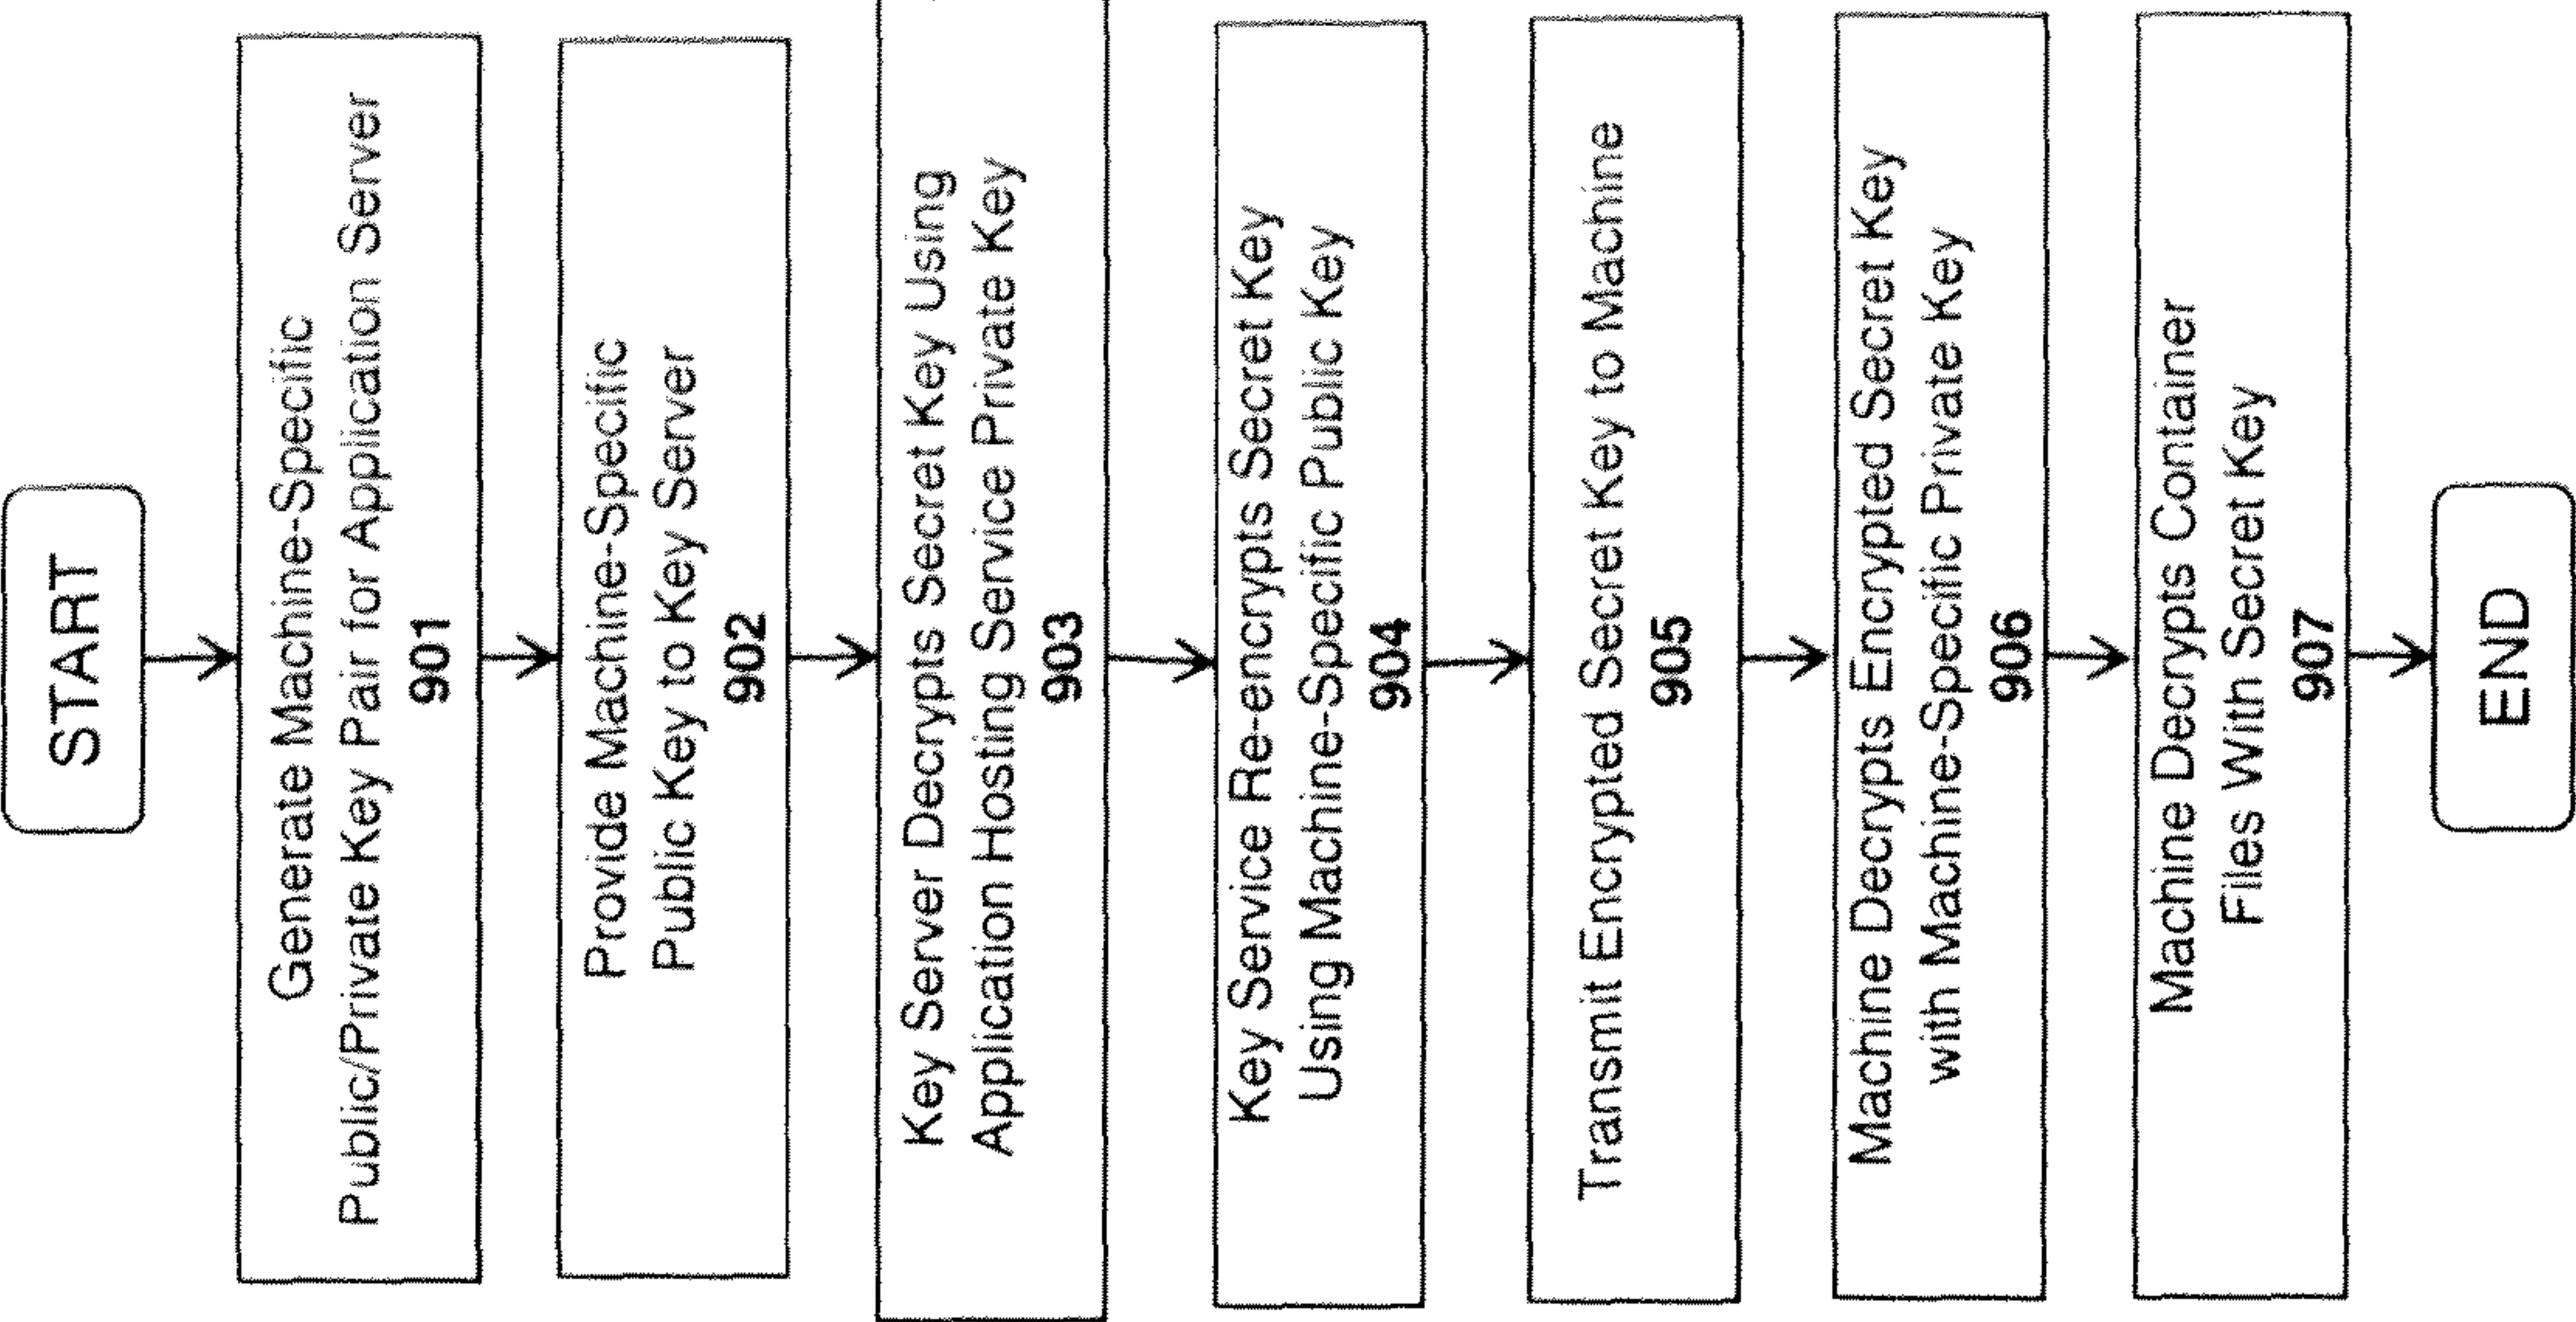 START
Generate Machine-Specific
Public/Private Key Pair for Application Server
901
Provide Machine-Specific
Public Key to Key Server
902
Key Server Decrypts Secret Key Using
Application Hosting Service Private Key
903
Key Service Re-encrypts Secret Key
Using Machine-Specific Public Key
904
Transmit Encrypted Secret Key to Machine
905
Machine Decrypts Encrypted Secret Key
with Machine-Specific Private Key
906
Machine Decrypts Container
Files With Secret Key
907
END